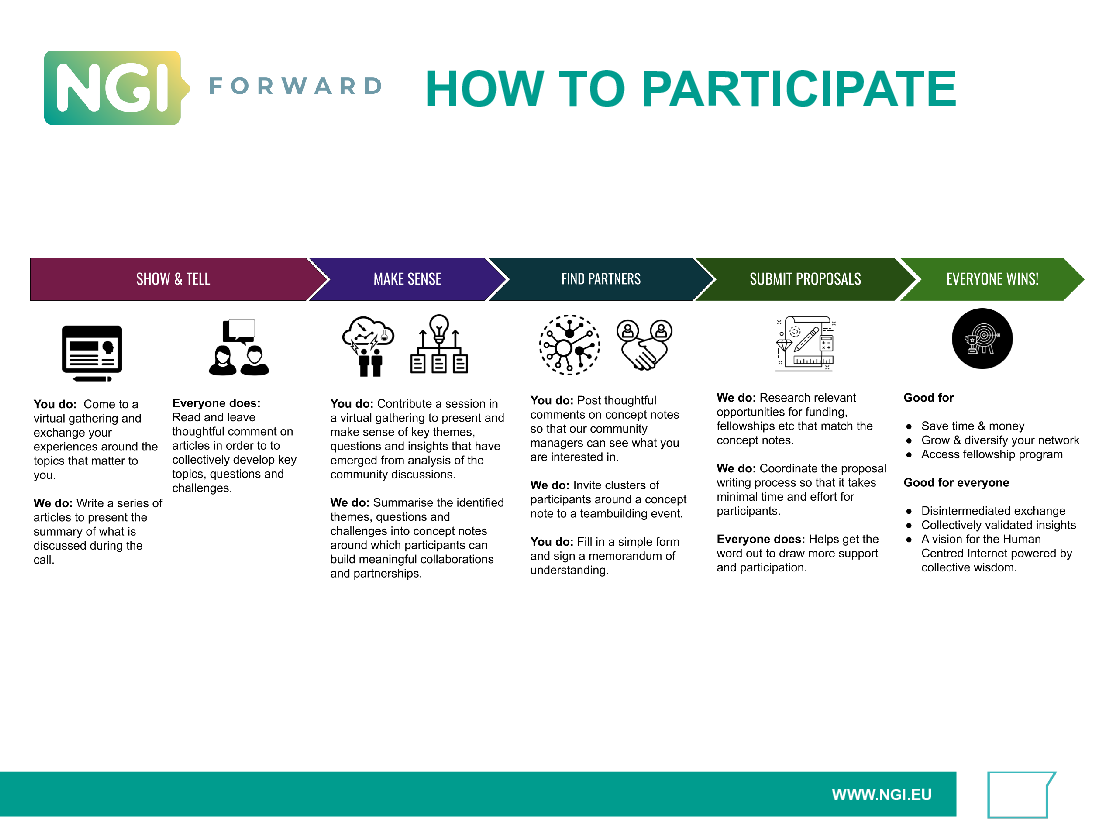 NGI FORWARD
HOW TO PARTICIPATE
SHOW & TELL
MAKE SENSE
FIND PARTNERS
SUBMIT PROPOSALS
EVERYONE WINS!
You do:  Come to a
virtual gathering and
exchange your
experiences around the
topics that matter to
you.
We do: Write a series of
articles to present the
summary of what is
discussed during the
call.
Everyone does:
Read and leave
thoughtful comment on
articles in order to to
collectively develop key
topics, questions and
challenges.
You do: Contribute a session in
a virtual gathering to present and
make sense of key themes,
questions and insights that have
emerged from analysis of the
community discussions.
We do: Summarise the identified
themes, questions and
challenges into concept notes
around which participants can
build meaningful collaborations
and partnerships.
You do: Post thoughtful
comments on concept notes
so that our community
managers can see what you
are interested in.
We do: Invite clusters of
participants around a concept
note to a teambuilding event.
You do: Fill in a simple form
and sign a memorandum of
understanding.
We do: Research relevant
opportunities for funding,
fellowships etc that match the
concept notes.
We do: Coordinate the proposal
writing process so that it takes
minimal time and effort for
participants.
Everyone does: Helps get the
word out to draw more support
and participation.
Good for
● Save time & money
● Grow & diversify your network
● Access fellowship program
Good for everyone
● Disintermediated exchange
● Collectively validated insights
● A vision for the Human
Centred Internet powered by
collective wisdom.
WWW.NGI.EU